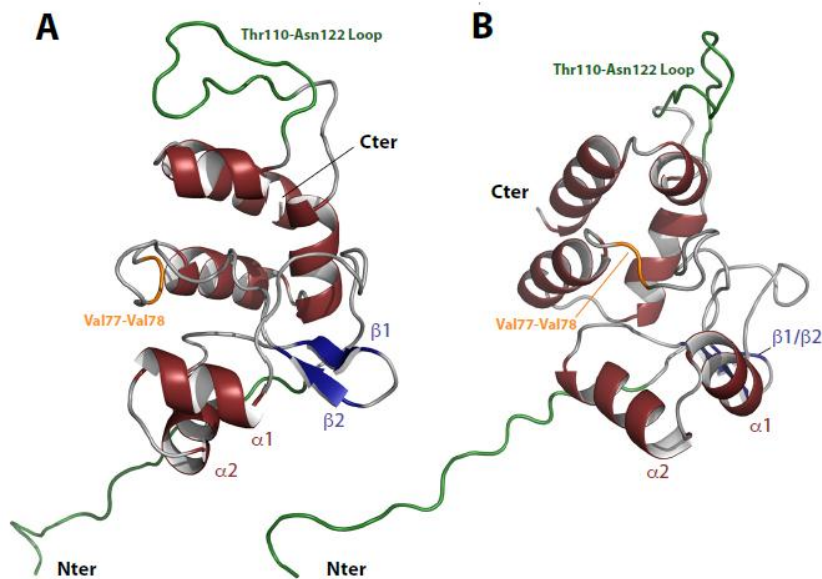 A
Thr110-Asn122 Loop
Cter
Val77-Val78
β1
β2
α1
α2
Nter
B
Thr110-Asn122 Loop
Cter
Val77-Val78
β1/β2
α1
α2
Nter